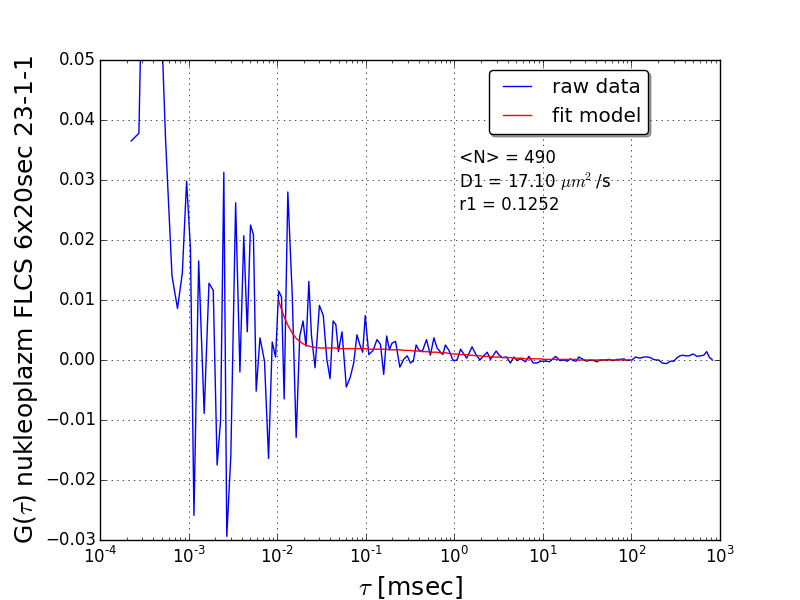 raw data
fit model
<N> = 490
D1 = 17.10 μm² /s
r1 = 0.1252
G(τ) nukleoplazm FLCS 6x20sec 23-1-1
0.05
0.04
0.03
0.02
0.01
0.00
−0.01
−0.02
−0.03
10⁻⁴ 10⁻³ 10⁻² 10⁻¹ 10⁰ 10¹ 10² 10³
τ [msec]